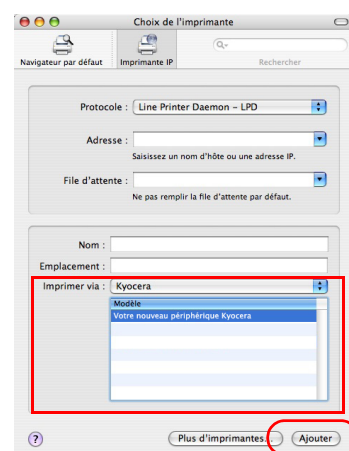 Choix de l'imprimante
Navigateur par défaut
Imprimante IP
Rechercher
Protocole : Line Printer Daemon – LPD
Adresse :
Saisissez un nom d'hôte ou une adresse IP.
File d'attente :
Ne pas remplir la file d'attente par défaut.
Nom :
Emplacement :
Imprimer via : Kyocera
Modèle
Votre nouveau périphérique Kyocera
? Plus d'imprimantes... Ajouter